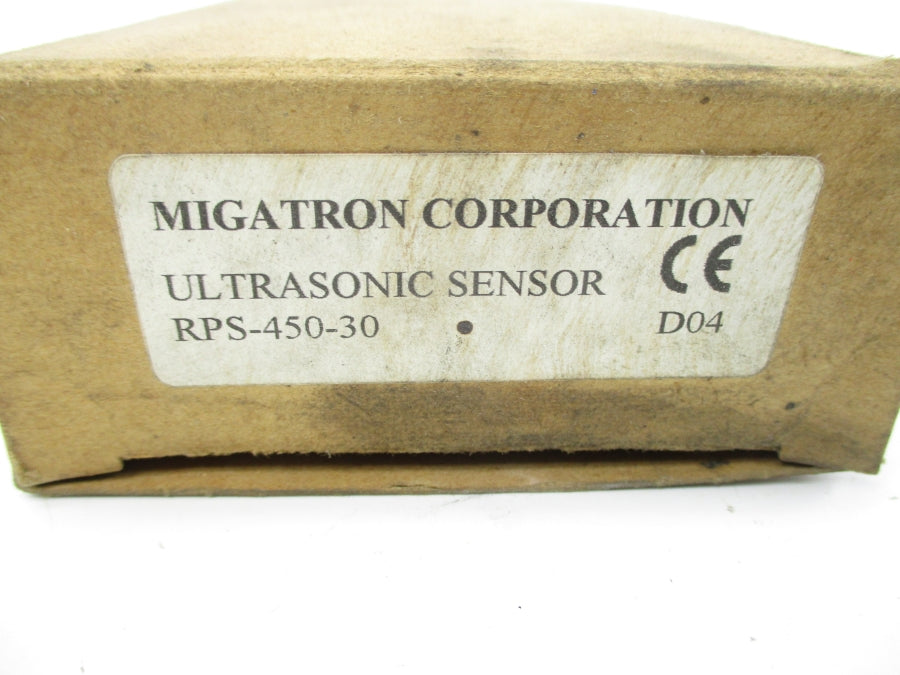 MIGATRON CORPORATION
ULTRASONIC SENSOR CE
RPS-450-30 • D04